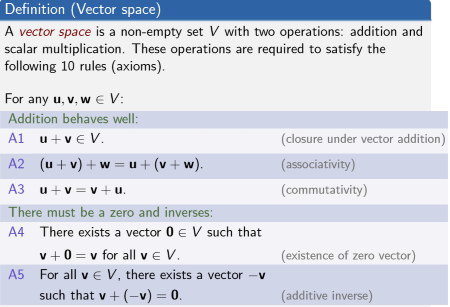 Definition (Vector space)
A vector space is a non-empty set V with two operations: addition and
scalar multiplication. These operations are required to satisfy the
following 10 rules (axioms).
For any u, v, w ∈ V:
Addition behaves well:
A1 u + v ∈ V. (closure under vector addition)
A2 (u + v) + w = u + (v + w). (associativity)
A3 u + v = v + u. (commutativity)
There must be a zero and inverses:
A4 There exists a vector 0 ∈ V such that
v + 0 = v for all v ∈ V. (existence of zero vector)
A5 For all v ∈ V, there exists a vector −v
such that v + (−v) = 0. (additive inverse)